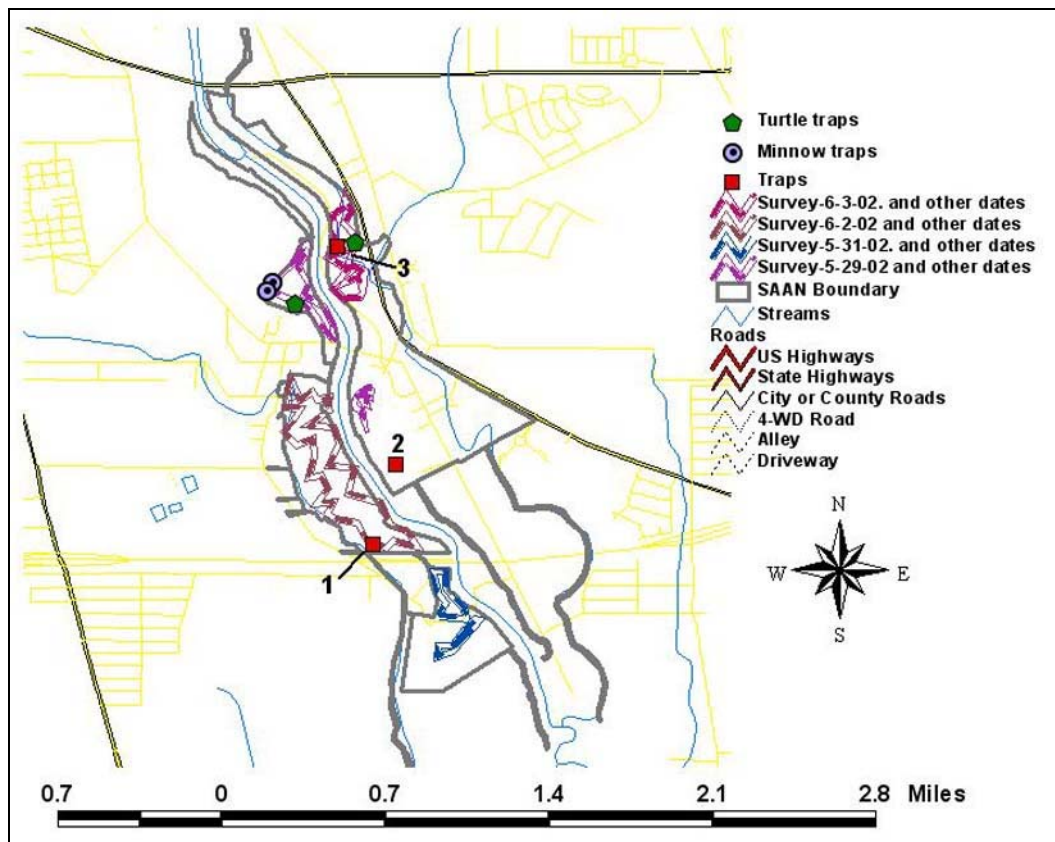 Turtle traps
Minnow traps
Traps
Survey-6-3-02. and other dates
Survey-6-2-02 and other dates
Survey-5-31-02. and other dates
Survey-5-29-02 and other dates
SAAN Boundary
Streams
Roads
US Highways
State Highways
City or County Roads
4-WD Road
Alley
Driveway
3
2
1
N
W E
S
0.7 0 0.7 1.4 2.1 2.8 Miles